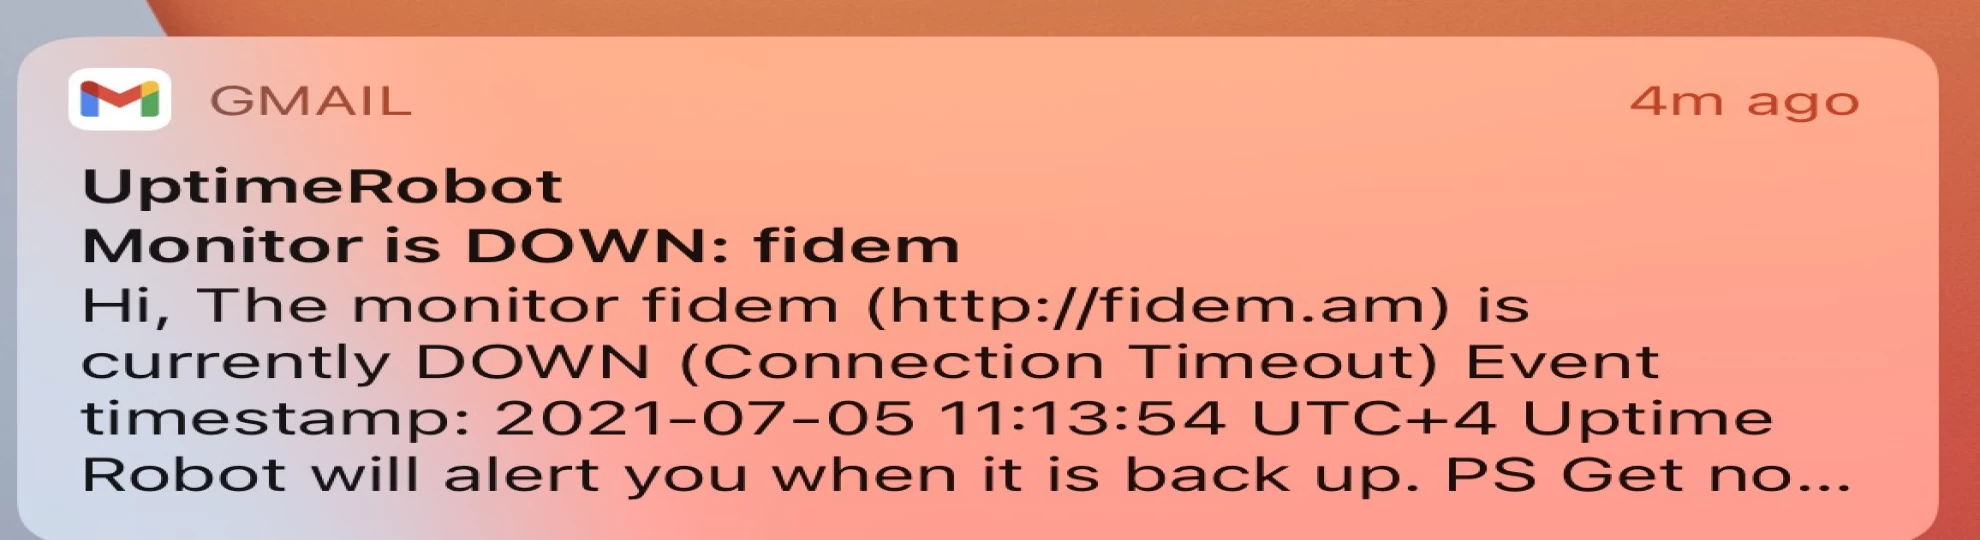 GMAIL
4m ago
UptimeRobot
Monitor is DOWN: fidem
Hi, The monitor fidem (http://fidem.am) is
currently DOWN (Connection Timeout) Event
timestamp: 2021-07-05 11:13:54 UTC+4 Uptime
Robot will alert you when it is back up. PS Get no...